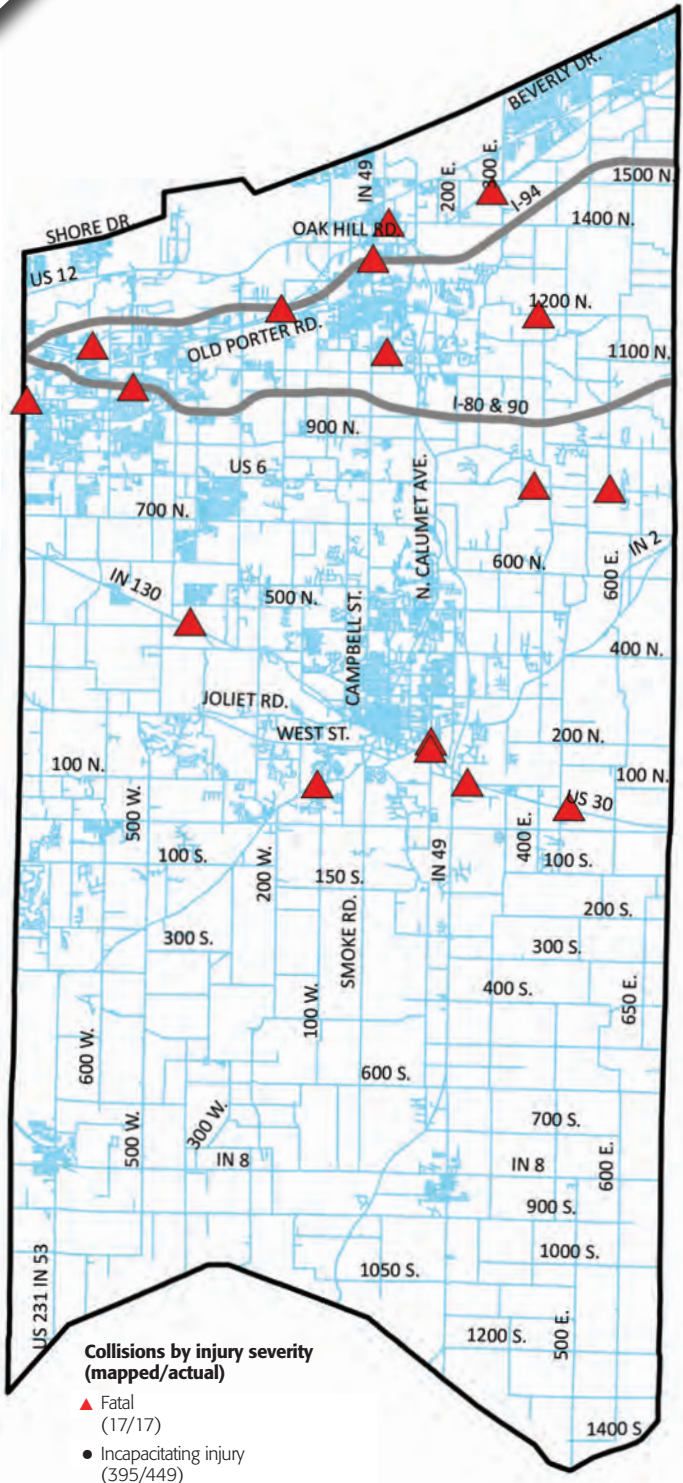 BEVERLY DR.
IN 49
200 E.
300 E.
I-94
1500 N.
1400 N.
SHORE DR
OAK HILL RD.
US 12
1200 N.
OLD PORTER RD.
1100 N.
I-80 & 90
900 N.
US 6
N. CALUMET AVE.
700 N.
IN 2
600 N.
600 E.
IN 130
500 N.
CAMPBELL ST.
400 N.
JOLIET RD.
WEST ST.
200 N.
100 N.
100 N.
US 30
500 W.
400 E.
100 S.
200 W.
IN 49
100 S.
150 S.
200 S.
SMOKE RD.
300 S.
300 S.
400 S.
650 E.
100 W.
600 W.
600 S.
300 W.
700 S.
500 W.
IN 8
IN 8
600 E.
900 S.
1000 S.
1050 S.
US 231 IN 53
1200 S.
500 E.
1400 S
Collisions by injury severity
(mapped/actual)
Fatal
(17/17)
Incapacitating injury
(395/449)